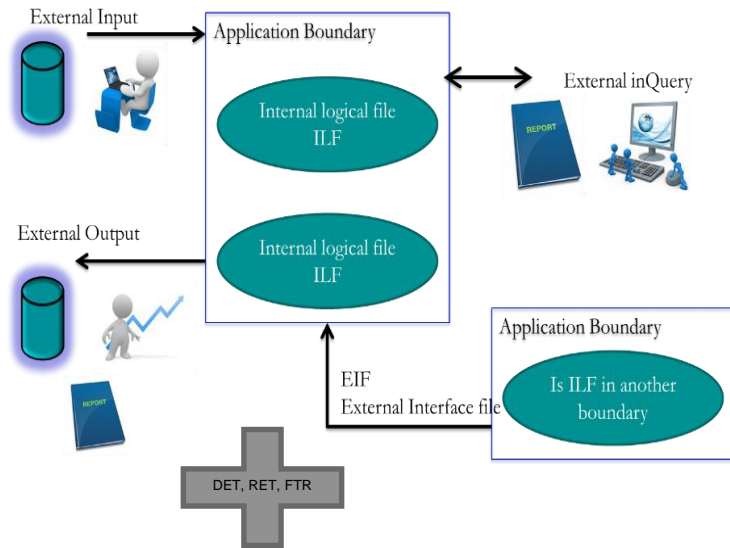 External Input
Application Boundary
Internal logical file
ILF
External inQuery
REPORT
External Output
Internal logical file
ILF
REPORT
EIF
External Interface file
Application Boundary
Is ILF in another
boundary
DET, RET, FTR